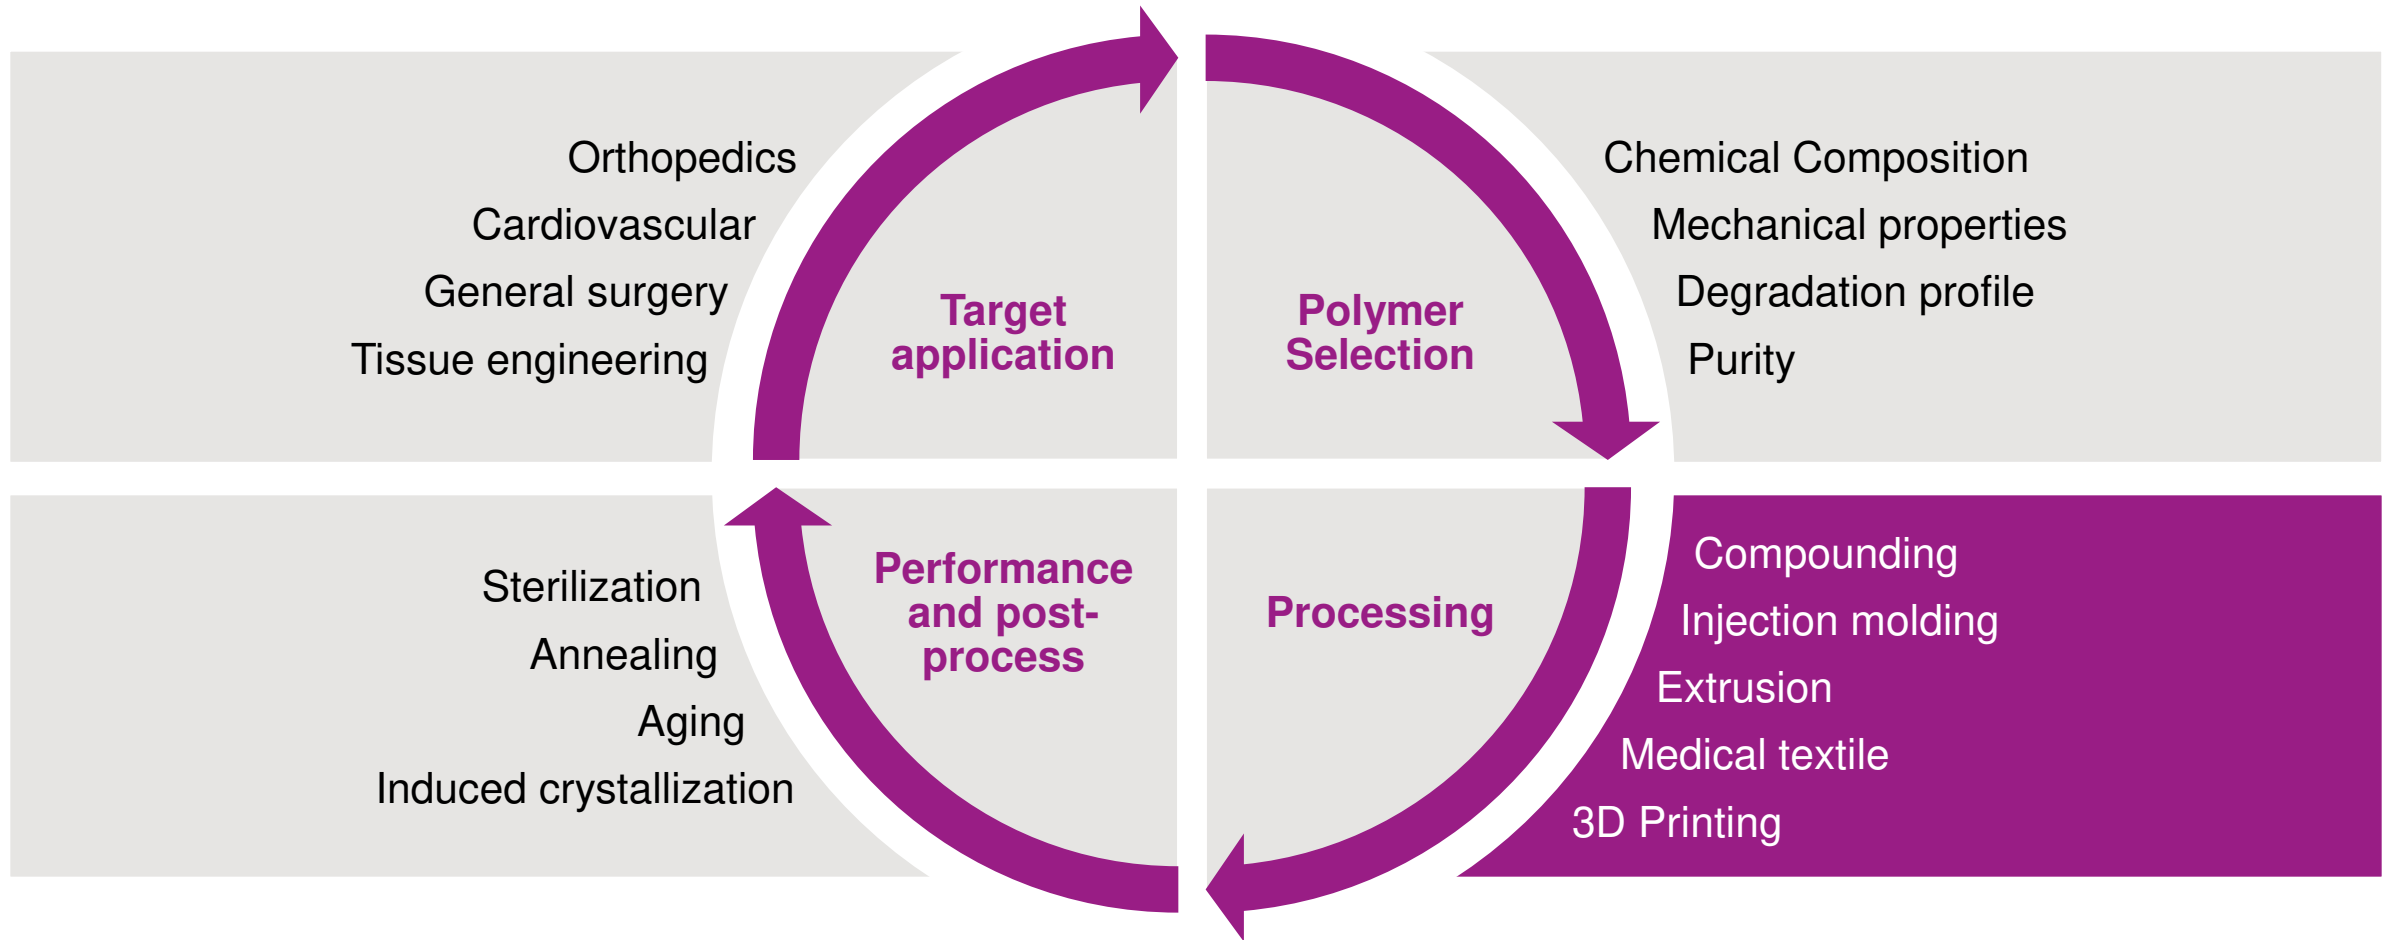 Orthopedics
Cardiovascular
General surgery
Tissue engineering
Target
application
Polymer
Selection
Chemical Composition
Mechanical properties
Degradation profile
Purity
Sterilization
Annealing
Aging
Induced crystallization
Performance
and post-
process
Processing
Compounding
Injection molding
Extrusion
Medical textile
3D Printing